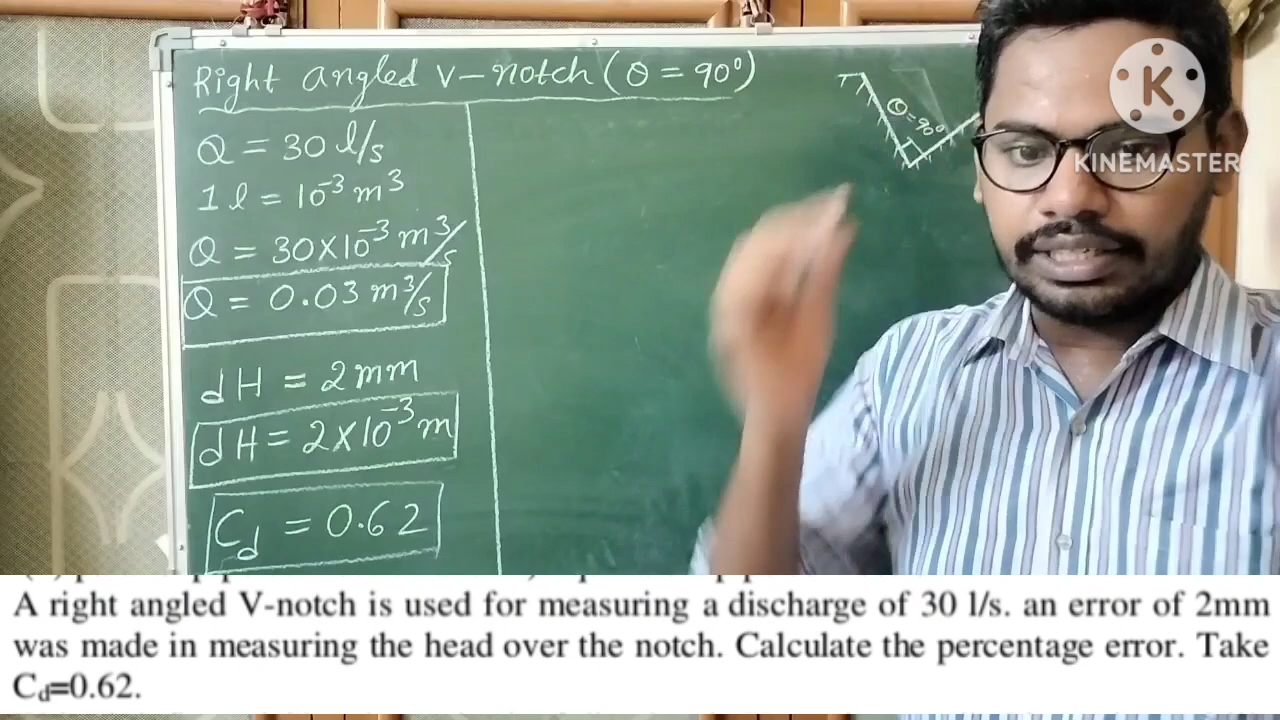 Right angled V-notch (θ = 90°)
Q = 30 l/s
1 l = 10⁻³ m³
Q = 30×10⁻³ m³/s
Q = 0.03 m³/s
dH = 2mm
dH = 2×10⁻³ m
Cd = 0.62
θ=90°
K
KINEMASTER
A right angled V-notch is used for measuring a discharge of 30 l/s. an error of 2mm
was made in measuring the head over the notch. Calculate the percentage error. Take
Cd=0.62.